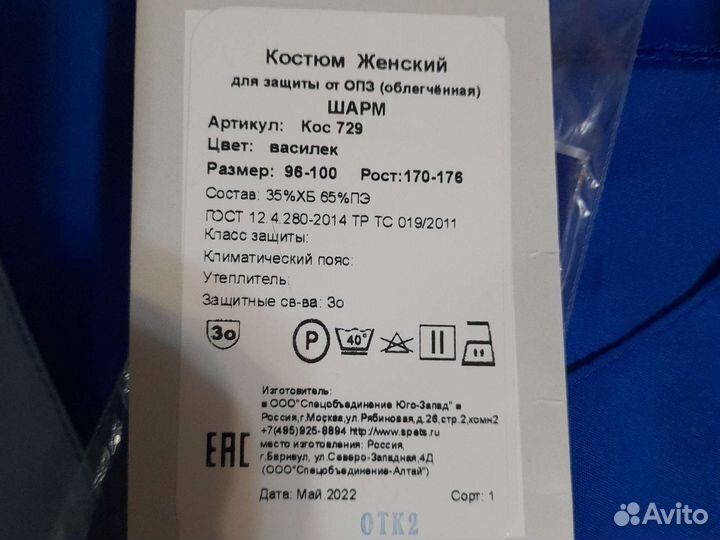 Костюм Женский
для защиты от ОПЗ (облегчённая)
ШАРМ
Артикул: Кос 729
Цвет: василек
Размер: 96-100 Рост:170-176
Состав: 35%ХБ 65%ПЭ
ГОСТ 12.4.280-2014 ТР ТС 019/2011
Класс защиты:
Климатический пояс:
Утеплитель:
Защитные св-ва: Зо
Зо P 40°
Изготовитель:
ООО"Спецобъединение Юго-Запад"
Россия,г.Москва,ул.Рябиновая,д.26,стр.2,комн2
+7(495)925-8894 http://www.spets.ru
место изготовления: Россия,
г.Барнаул, ул.Северо-Западная,4Д
(ООО"Спецобъединение-Алтай")
EAC
Дата: Май.2022 Сорт: 1
ОТК2
Avito